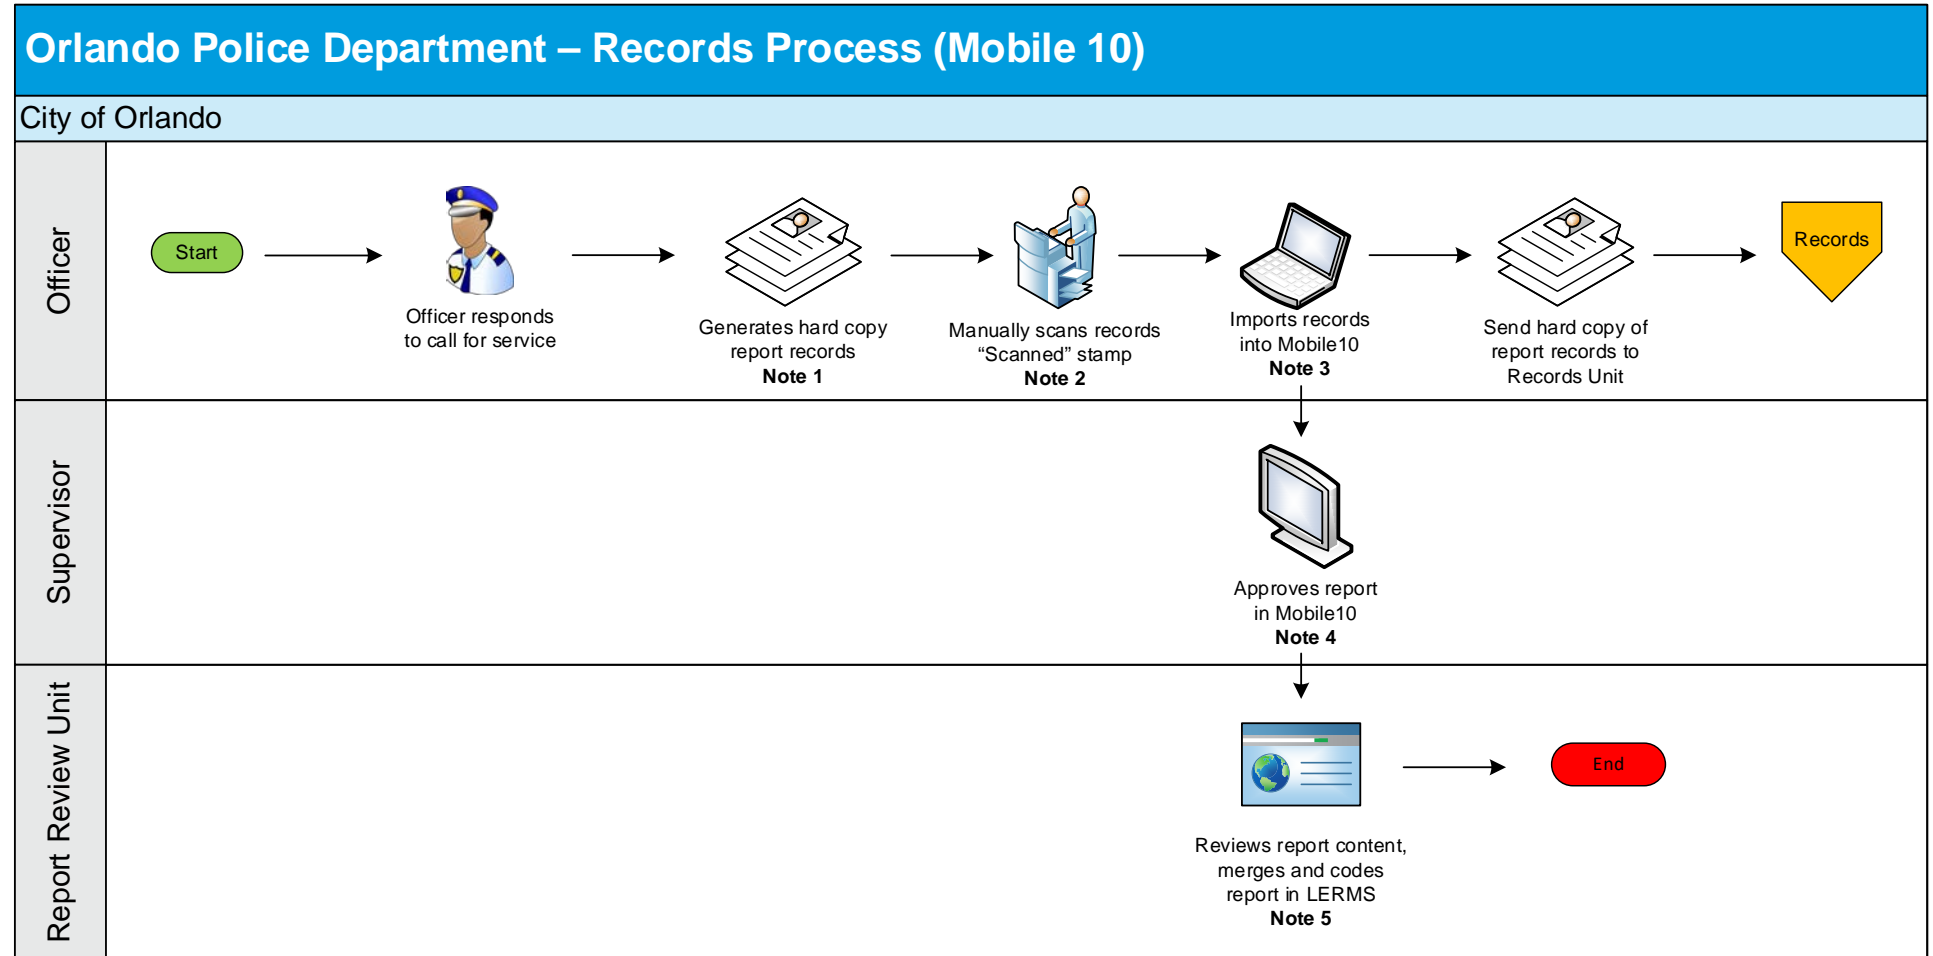 Orlando Police Department – Records Process (Mobile 10)
City of Orlando
Officer
Start
Officer responds
to call for service
Generates hard copy
report records
Note 1
Manually scans records
“Scanned” stamp
Note 2
Imports records
into Mobile10
Note 3
Send hard copy of
report records to
Records Unit
Records
Supervisor
Approves report
in Mobile10
Note 4
Report Review Unit
Reviews report content,
merges and codes
report in LERMS
Note 5
End